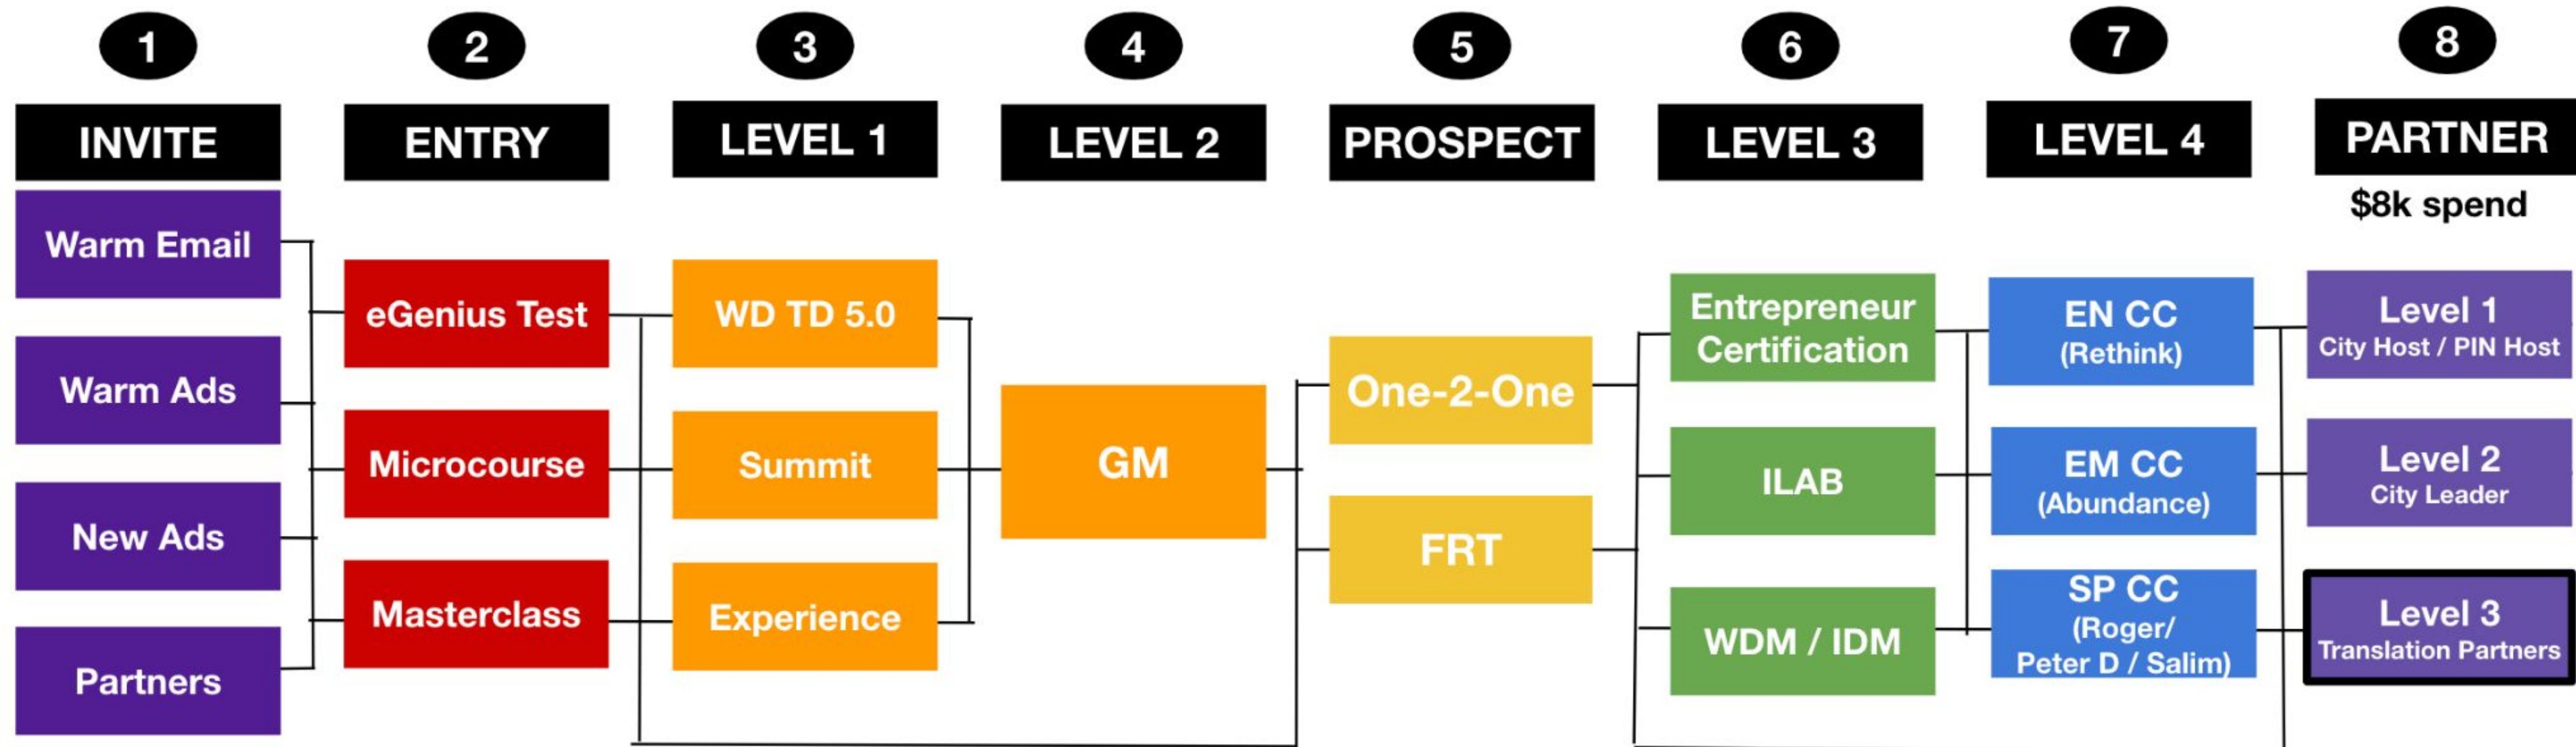 1
2
3
4
5
6
7
8
INVITE
ENTRY
LEVEL 1
LEVEL 2
PROSPECT
LEVEL 3
LEVEL 4
PARTNER
$8k spend
Warm Email
Warm Ads
New Ads
Partners
eGenius Test
Microcourse
Masterclass
WD TD 5.0
Summit
Experience
GM
One-2-One
FRT
Entrepreneur
Certification
ILAB
WDM / IDM
EN CC
(Rethink)
EM CC
(Abundance)
SP CC
(Roger/
Peter D / Salim)
Level 1
City Host / PIN Host
Level 2
City Leader
Level 3
Translation Partners